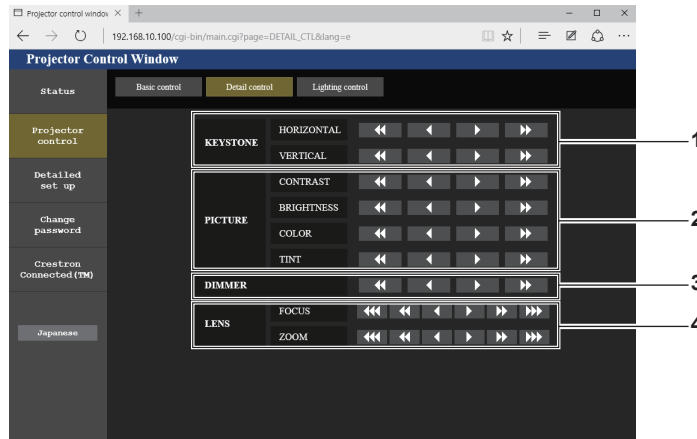 Projector control window
192.168.10.100/cgi-bin/main.cgi?page=DETAIL_CTL&lang=e
Projector Control Window
Status
Basic control
Detail control
Lighting control
Projector
control
Detailed
set up
Change
password
Crestron
Connected(TM)
Japanese
KEYSTONE
HORIZONTAL
VERTICAL
1
PICTURE
CONTRAST
BRIGHTNESS
COLOR
TINT
2
DIMMER
3
LENS
FOCUS
ZOOM
4